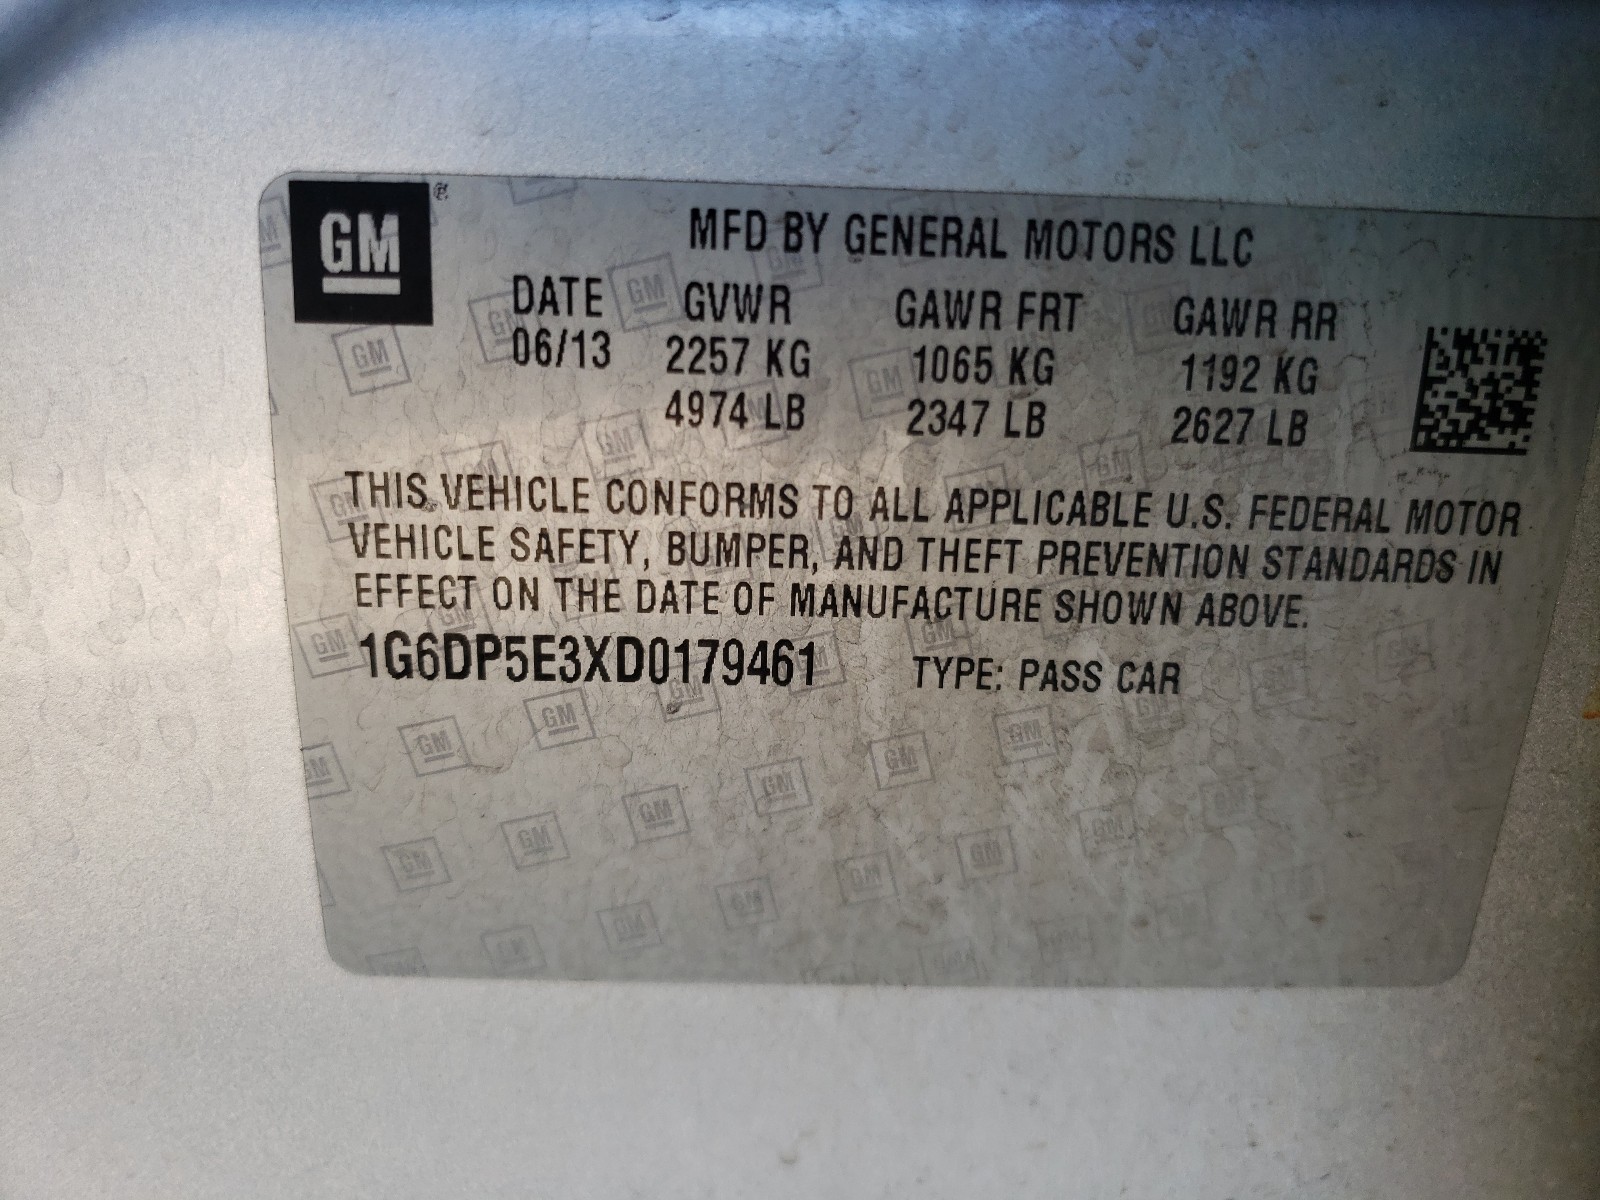 GM
MFD BY GENERAL MOTORS LLC
DATE GVWR GAWR FRT GAWR RR
06/13 2257 KG 1065 KG 1192 KG
4974 LB 2347 LB 2627 LB
THIS VEHICLE CONFORMS TO ALL APPLICABLE U.S. FEDERAL MOTOR
VEHICLE SAFETY, BUMPER, AND THEFT PREVENTION STANDARDS IN
EFFECT ON THE DATE OF MANUFACTURE SHOWN ABOVE.
1G6DP5E3XD0179461 TYPE: PASS CAR